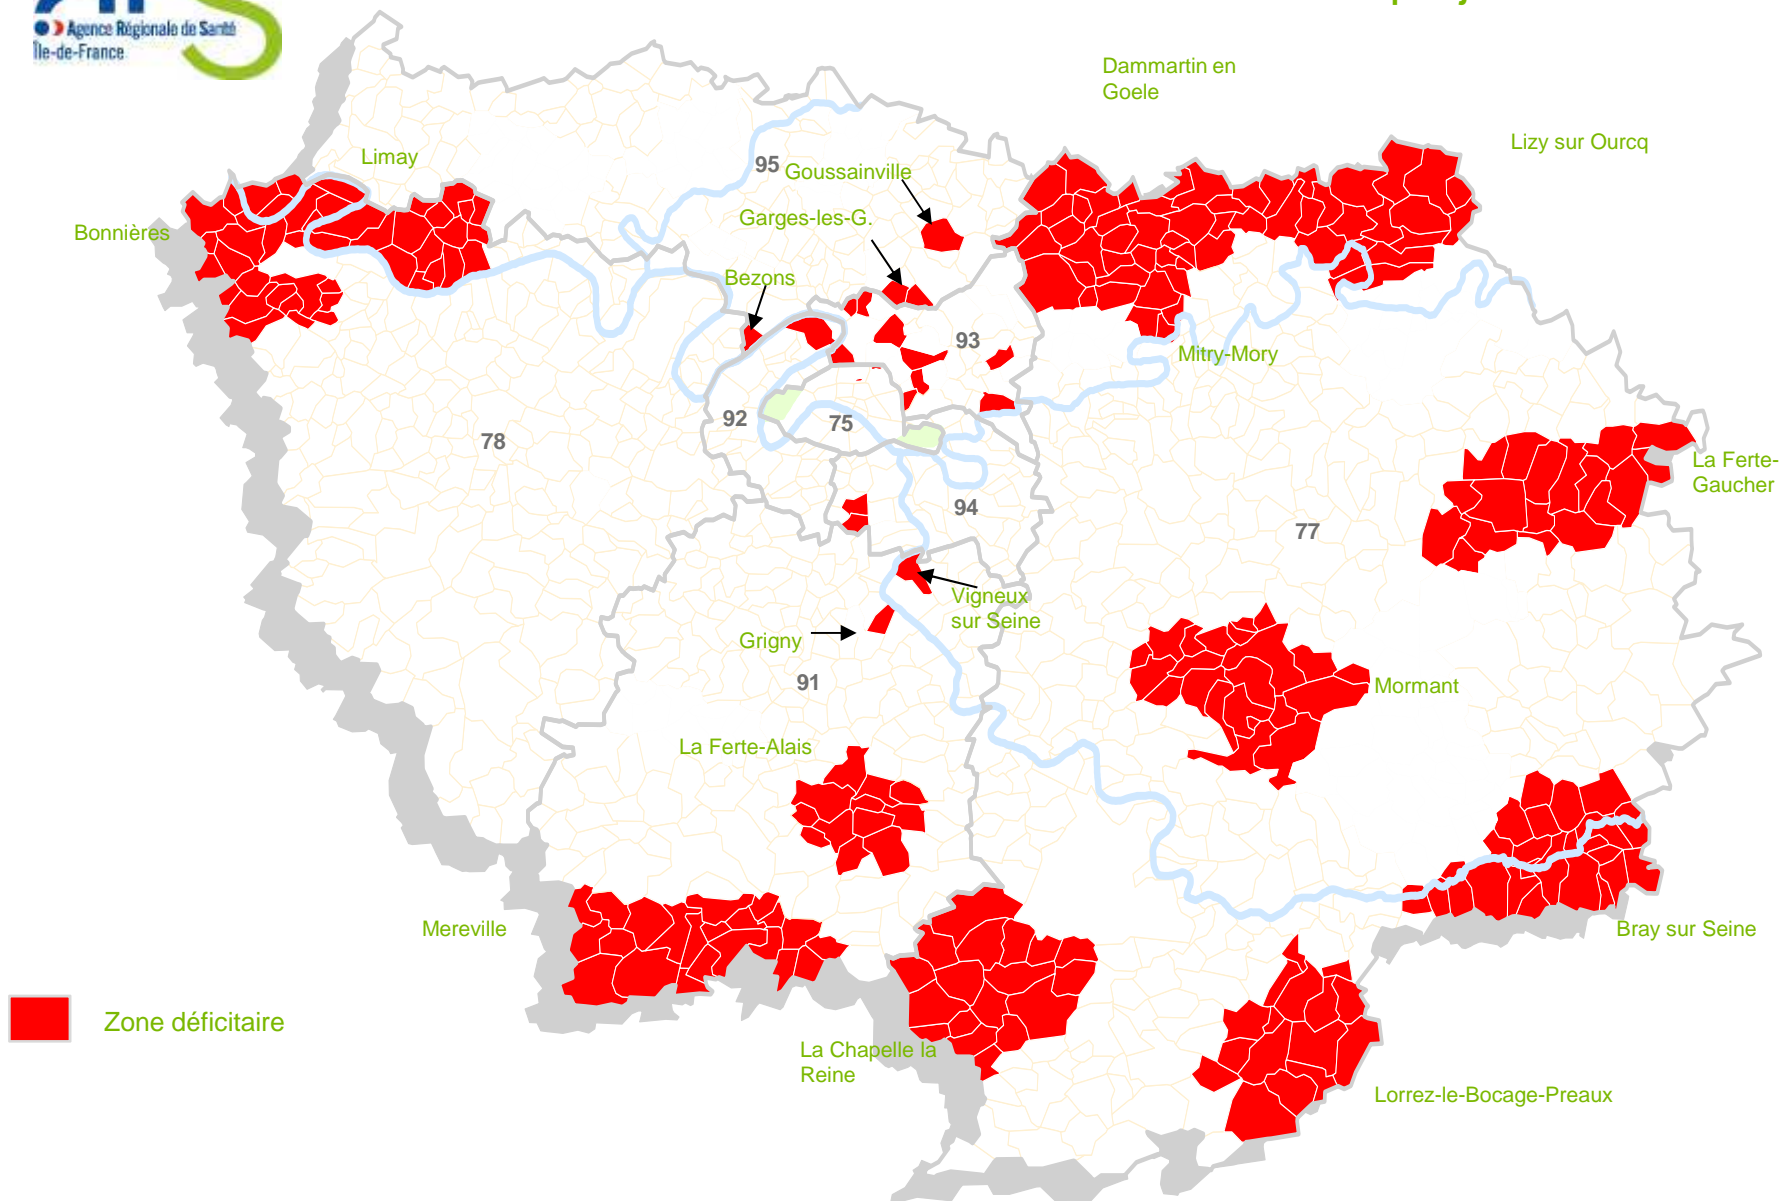 Agence Régionale de Santé
Île-de-France
Dammartin en
Goele
Lizy sur Ourcq
Limay
95
Goussainville
Garges-les-G.
Bonnières
Bezons
93
Mitry-Mory
92
75
78
La Ferte-
Gaucher
94
77
Vigneux
sur Seine
Grigny
91
Mormant
La Ferte-Alais
Mereville
Bray sur Seine
Zone déficitaire
La Chapelle la
Reine
Lorrez-le-Bocage-Preaux